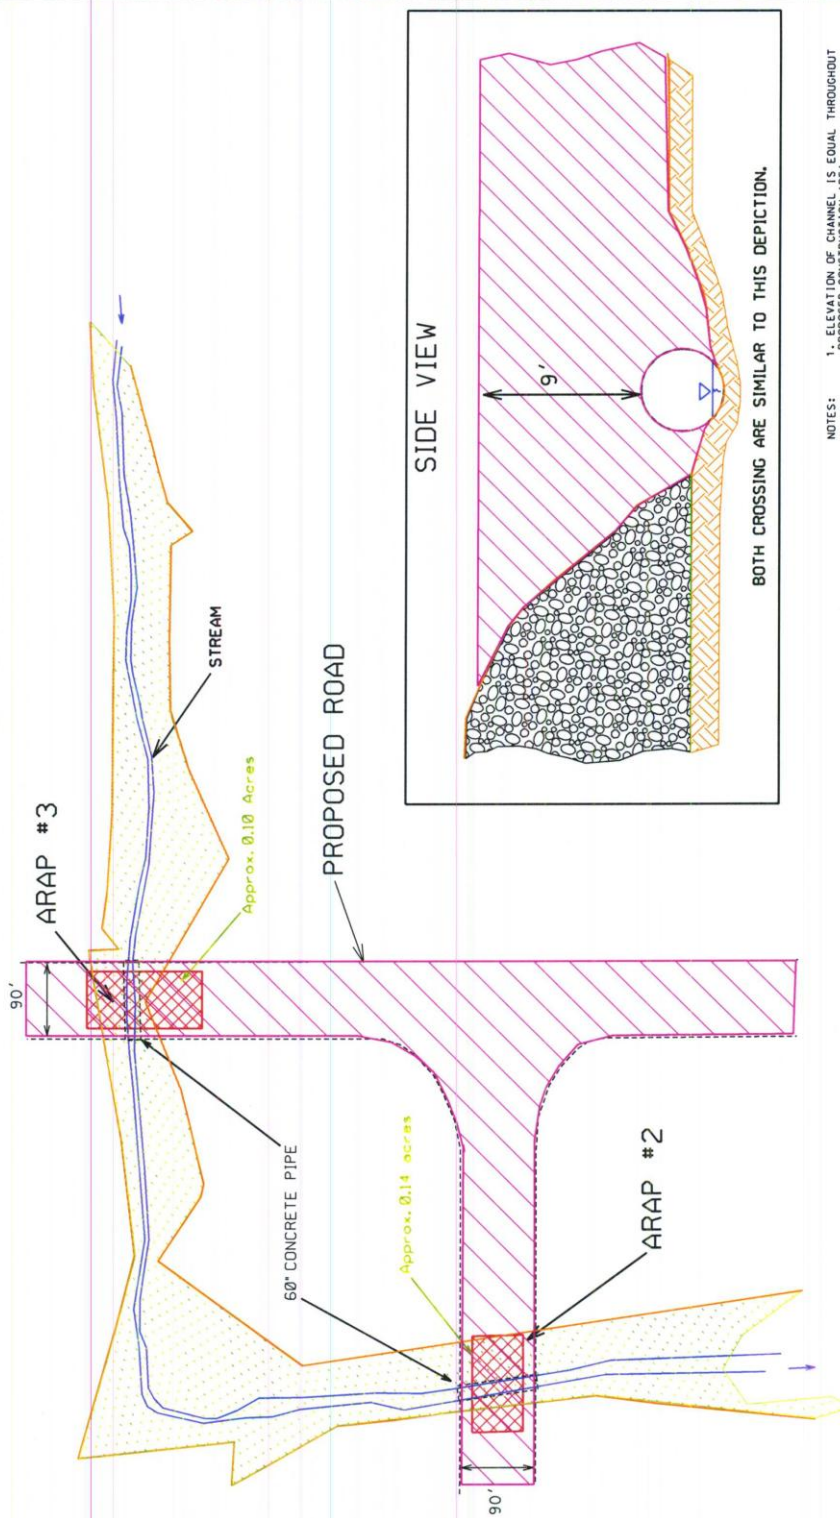 90'
ARAP #3
Approx. 0.10 Acres
STREAM
PROPOSED ROAD
60" CONCRETE PIPE
Approx. 0.14 acres
ARAP #2
90'
SIDE VIEW
9'
BOTH CROSSING ARE SIMILAR TO THIS DEPICTION.
NOTES: 1. ELEVATION OF CHANNEL IS EQUAL THROUGHOUT